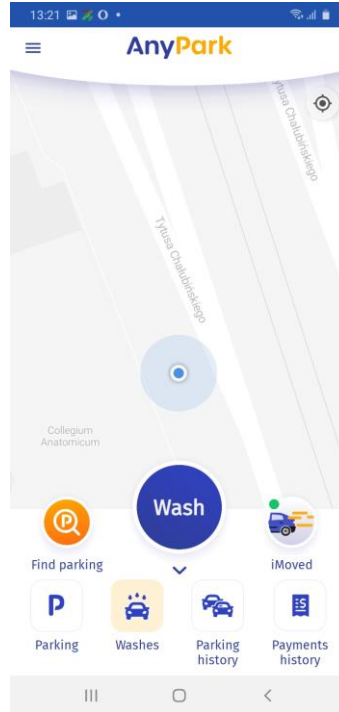 13:21
AnyPark
Tytusa Chałubińskiego
Tytusa Chałubińskiego
Collegium
Anatomicum
Wash
Find parking
iMoved
P
Parking
Washes
Parking
history
Payments
history